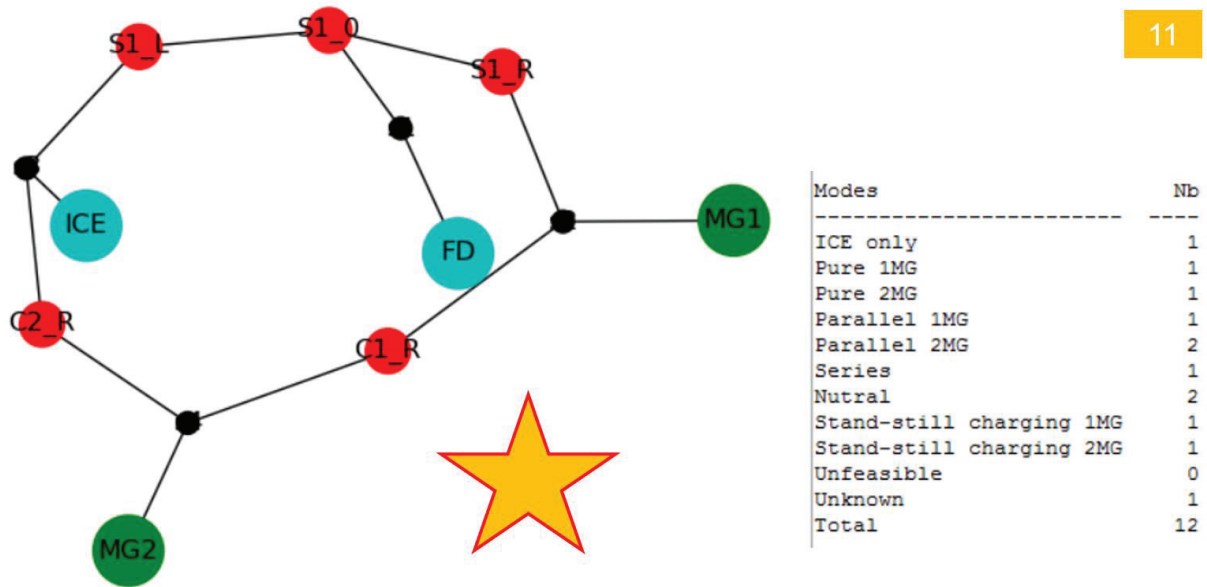 11
S1_0
S1_L
S1_R
ICE
FD
MG1
C2_R
C1_R
MG2
Modes Nb
------------------------ ----
ICE only 1
Pure 1MG 1
Pure 2MG 1
Parallel 1MG 1
Parallel 2MG 2
Series 1
Nutral 2
Stand-still charging 1MG 1
Stand-still charging 2MG 1
Unfeasible 0
Unknown 1
Total 12